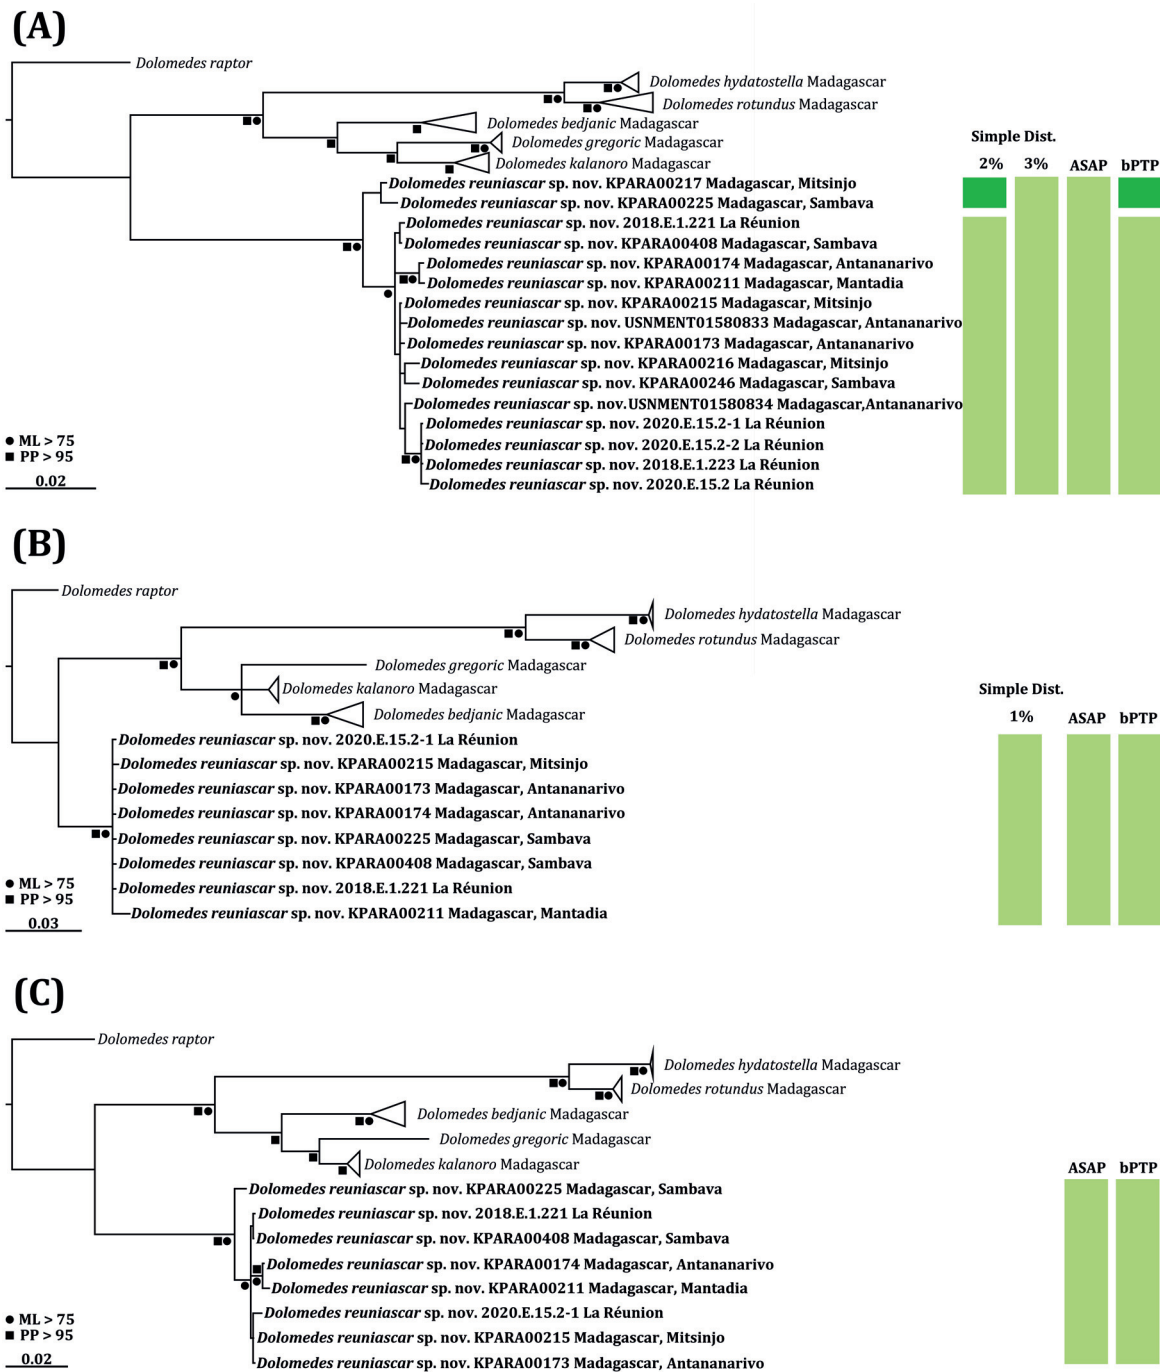 (A)
Dolomedes raptor
Dolomedes hydatostella Madagascar
Dolomedes rotundus Madagascar
Dolomedes bedjanic Madagascar
Dolomedes gregoric Madagascar
Dolomedes kalanoro Madagascar
Simple Dist.
2% 3% ASAP bPTP
Dolomedes reuniascar sp. nov. KPARA00217 Madagascar, Mitsinjo
Dolomedes reuniascar sp. nov. KPARA00225 Madagascar, Sambava
Dolomedes reuniascar sp. nov. 2018.E.1.221 La Réunion
Dolomedes reuniascar sp. nov. KPARA00408 Madagascar, Sambava
Dolomedes reuniascar sp. nov. KPARA00174 Madagascar, Antananarivo
Dolomedes reuniascar sp. nov. KPARA00211 Madagascar, Mantadia
Dolomedes reuniascar sp. nov. KPARA00215 Madagascar, Mitsinjo
Dolomedes reuniascar sp. nov. USNMENT01580833 Madagascar, Antananarivo
Dolomedes reuniascar sp. nov. KPARA00173 Madagascar, Antananarivo
Dolomedes reuniascar sp. nov. KPARA00216 Madagascar, Mitsinjo
Dolomedes reuniascar sp. nov. KPARA00246 Madagascar, Sambava
Dolomedes reuniascar sp. nov.USNMENT01580834 Madagascar,Antananarivo
Dolomedes reuniascar sp. nov. 2020.E.15.2-1 La Réunion
Dolomedes reuniascar sp. nov. 2020.E.15.2-2 La Réunion
Dolomedes reuniascar sp. nov. 2018.E.1.223 La Réunion
Dolomedes reuniascar sp. nov. 2020.E.15.2 La Réunion
ML > 75
PP > 95
0.02
(B)
Dolomedes raptor
Dolomedes hydatostella Madagascar
Dolomedes rotundus Madagascar
Dolomedes gregoric Madagascar
Dolomedes kalanoro Madagascar
Dolomedes bedjanic Madagascar
Simple Dist.
1% ASAP bPTP
Dolomedes reuniascar sp. nov. 2020.E.15.2-1 La Réunion
Dolomedes reuniascar sp. nov. KPARA00215 Madagascar, Mitsinjo
Dolomedes reuniascar sp. nov. KPARA00173 Madagascar, Antananarivo
Dolomedes reuniascar sp. nov. KPARA00174 Madagascar, Antananarivo
Dolomedes reuniascar sp. nov. KPARA00225 Madagascar, Sambava
Dolomedes reuniascar sp. nov. KPARA00408 Madagascar, Sambava
Dolomedes reuniascar sp. nov. 2018.E.1.221 La Réunion
Dolomedes reuniascar sp. nov. KPARA00211 Madagascar, Mantadia
ML > 75
PP > 95
0.03
(C)
Dolomedes raptor
Dolomedes hydatostella Madagascar
Dolomedes rotundus Madagascar
Dolomedes bedjanic Madagascar
Dolomedes gregoric Madagascar
Dolomedes kalanoro Madagascar
ASAP bPTP
Dolomedes reuniascar sp. nov. KPARA00225 Madagascar, Sambava
Dolomedes reuniascar sp. nov. 2018.E.1.221 La Réunion
Dolomedes reuniascar sp. nov. KPARA00408 Madagascar, Sambava
Dolomedes reuniascar sp. nov. KPARA00174 Madagascar, Antananarivo
Dolomedes reuniascar sp. nov. KPARA00211 Madagascar, Mantadia
Dolomedes reuniascar sp. nov. 2020.E.15.2-1 La Réunion
Dolomedes reuniascar sp. nov. KPARA00215 Madagascar, Mitsinjo
Dolomedes reuniascar sp. nov. KPARA00173 Madagascar, Antananarivo
ML > 75
PP > 95
0.02